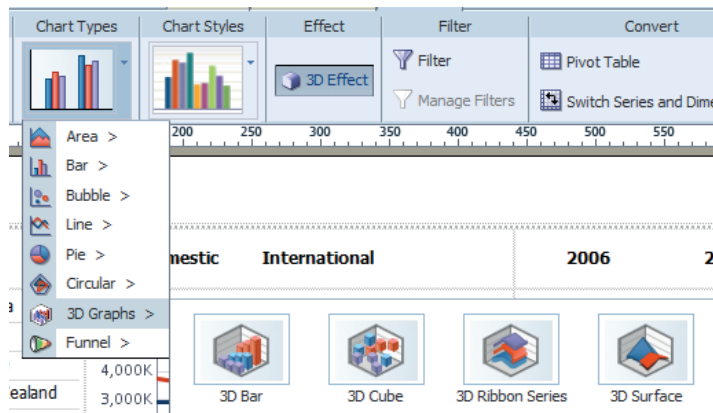 Chart Types Chart Styles Effect Filter Convert
Filter Pivot Table
3D Effect
Manage Filters Switch Series and Dime
200 250 300 350 400 450 500 550
Area >
Bar >
Bubble >
Line >
Pie >
mestic International 2006 2
Circular >
3D Graphs >
Funnel >
4,000K
ealand 3,000K 3D Bar 3D Cube 3D Ribbon Series 3D Surface